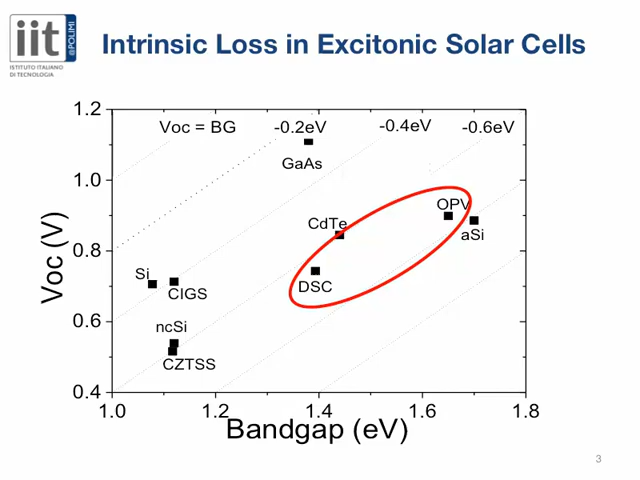 iit
@POLIMI
ISTITUTO ITALIANO
DI TECNOLOGIA
Intrinsic Loss in Excitonic Solar Cells
1.2
1.0
0.8
0.6
0.4
Voc (V)
Voc = BG
-0.2eV
-0.4eV
-0.6eV
GaAs
OPV
CdTe
aSi
Si
DSC
CIGS
ncSi
CZTSS
1.0
1.2
1.4
1.6
1.8
Bandgap (eV)
3